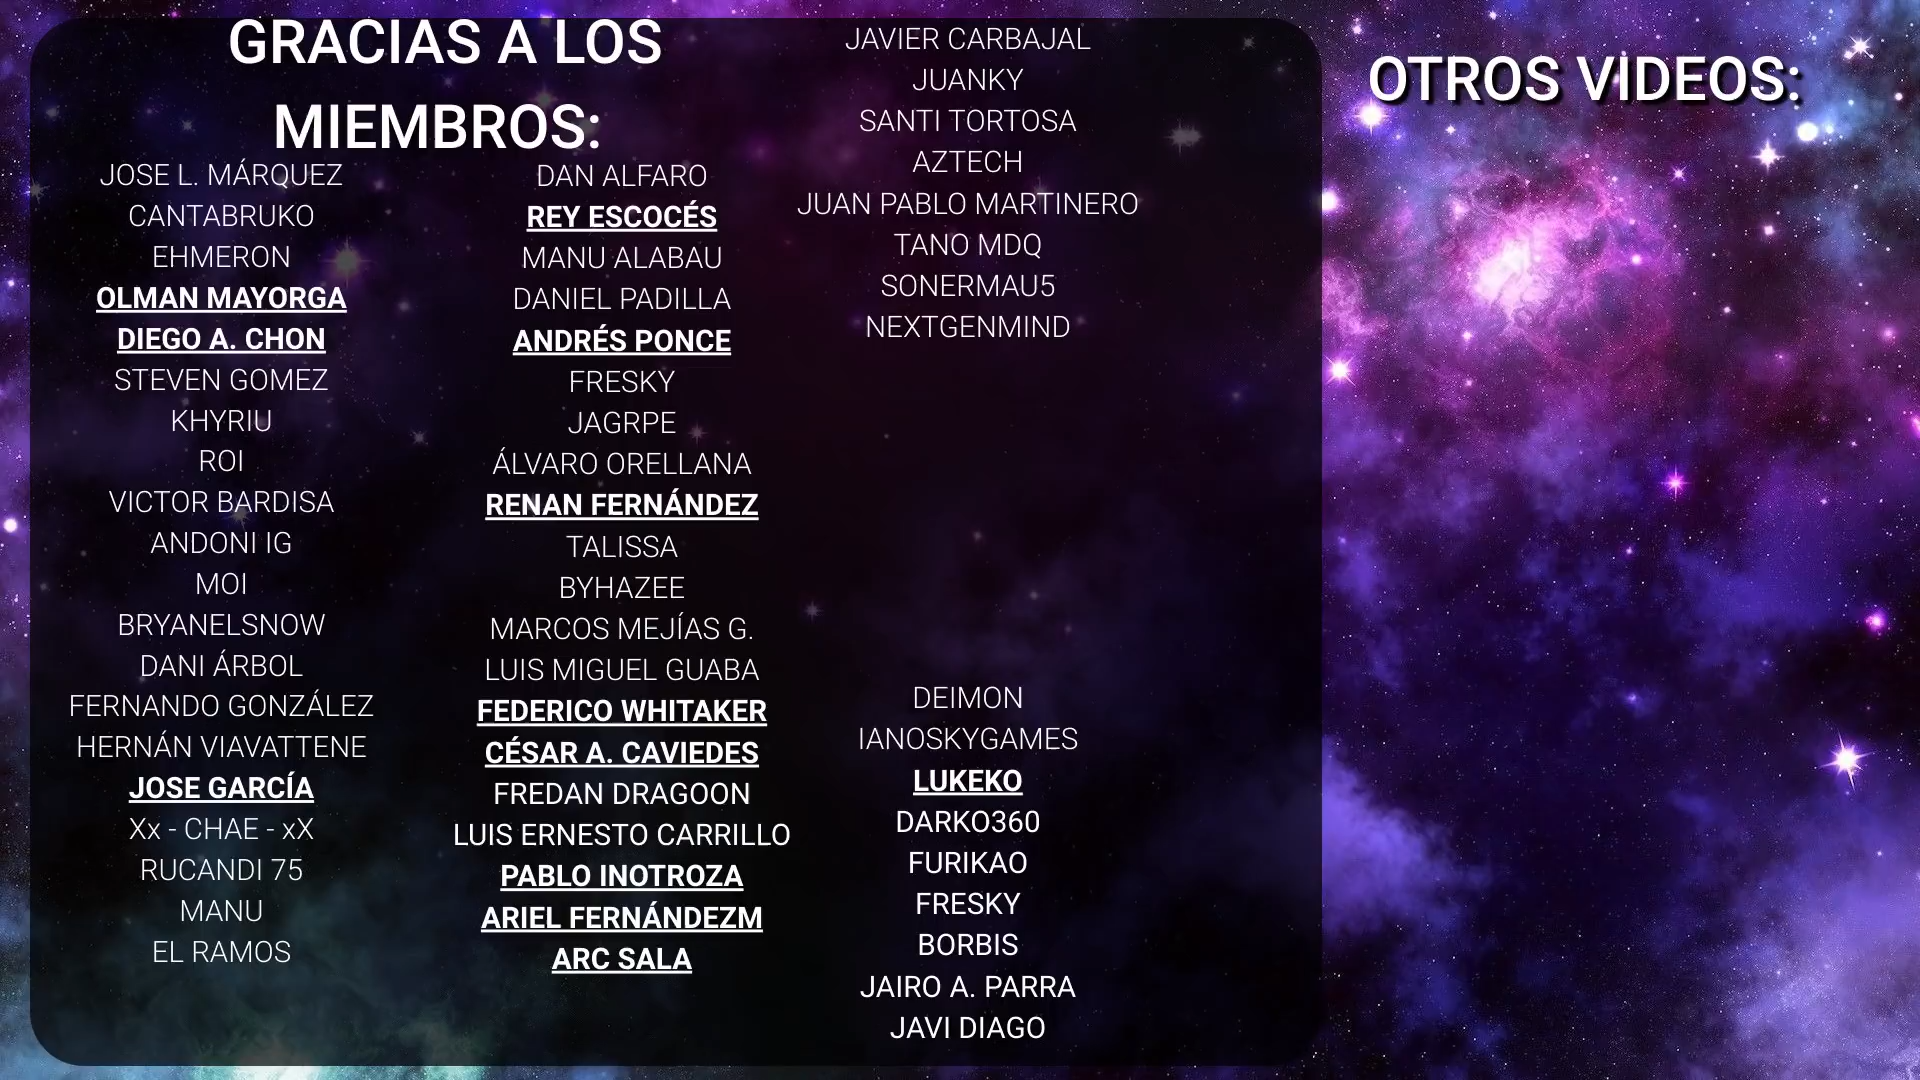 GRACIAS A LOS
MIEMBROS:
JOSE L. MÁRQUEZ
CANTABRUKO
EHMERON
OLMAN MAYORGA
DIEGO A. CHON
STEVEN GOMEZ
KHYRIU
ROI
VICTOR BARDISA
ANDONI IG
MOI
BRYANELSNOW
DANI ÁRBOL
FERNANDO GONZÁLEZ
HERNÁN VIAVATTENE
JOSE GARCÍA
Xx - CHAE - xX
RUCANDI 75
MANU
EL RAMOS
DAN ALFARO
REY ESCOCÉS
MANU ALABAU
DANIEL PADILLA
ANDRÉS PONCE
FRESKY
JAGRPE
ÁLVARO ORELLANA
RENAN FERNÁNDEZ
TALISSA
BYHAZEE
MARCOS MEJÍAS G.
LUIS MIGUEL GUABA
FEDERICO WHITAKER
CÉSAR A. CAVIEDES
FREDAN DRAGOON
LUIS ERNESTO CARRILLO
PABLO INOTROZA
ARIEL FERNÁNDEZM
ARC SALA
JAVIER CARBAJAL
JUANKY
SANTI TORTOSA
AZTECH
JUAN PABLO MARTINERO
TANO MDQ
SONERMAU5
NEXTGENMIND
DEIMON
IANOSKYGAMES
LUKEKO
DARKO360
FURIKAO
FRESKY
BORBIS
JAIRO A. PARRA
JAVI DIAGO
OTROS VIDEOS: